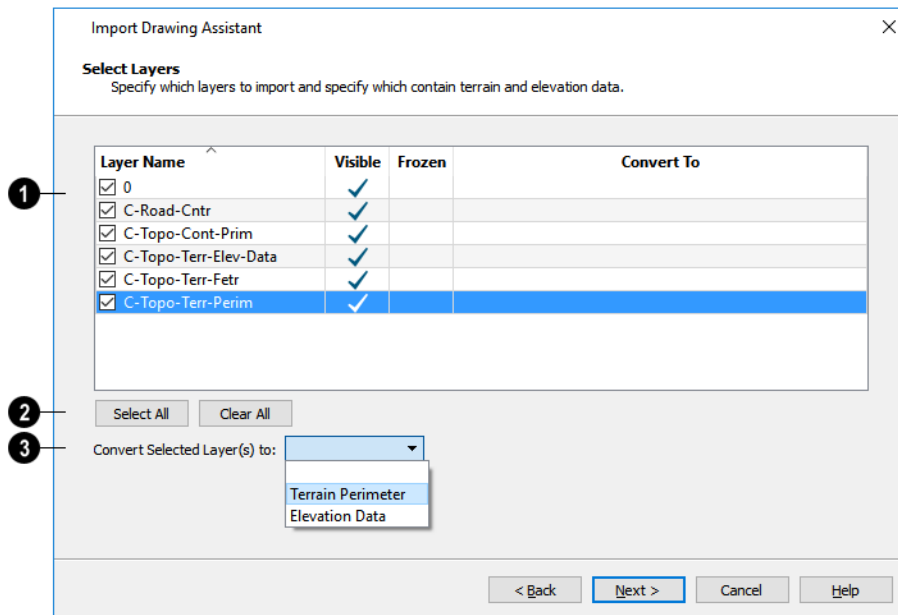 Import Drawing Assistant
Select Layers
Specify which layers to import and specify which contain terrain and elevation data.
Layer Name Visible Frozen Convert To
1
0
C-Road-Cntr
C-Topo-Cont-Prim
C-Topo-Terr-Elev-Data
C-Topo-Terr-Fetr
C-Topo-Terr-Perim
2 Select All Clear All
3 Convert Selected Layer(s) to:
Terrain Perimeter
Elevation Data
< Back Next > Cancel Help